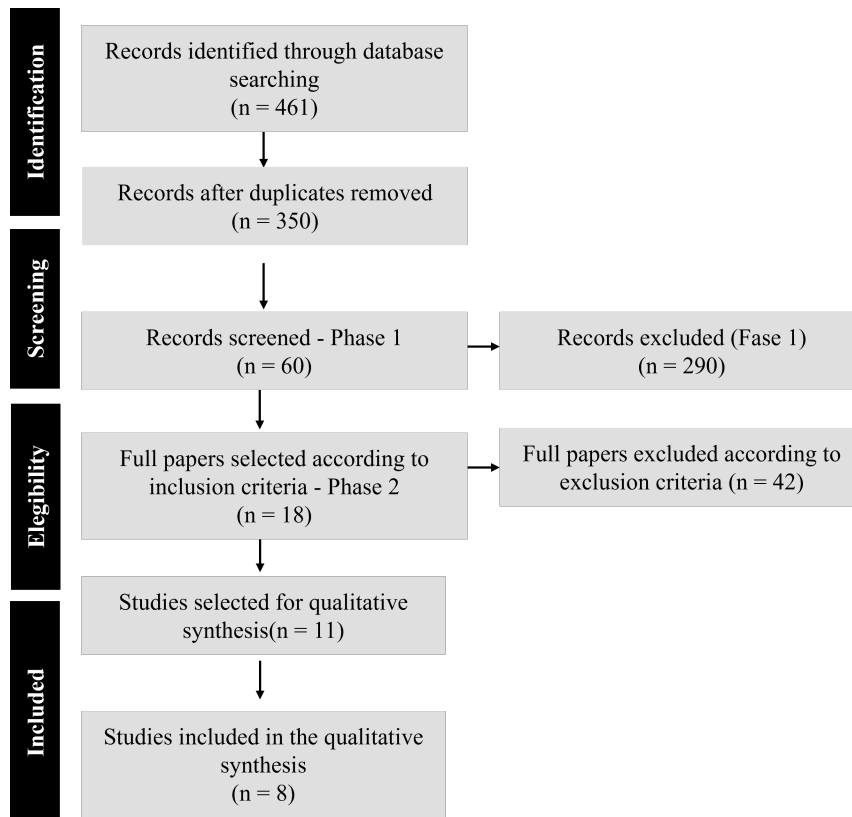 Identification
Records identified through database
searching
(n = 461)
Records after duplicates removed
(n = 350)
Screening
Records screened - Phase 1
(n = 60)
Records excluded (Fase 1)
(n = 290)
Elegibility
Full papers selected according to
inclusion criteria - Phase 2
(n = 18)
Full papers excluded according to
exclusion criteria (n = 42)
Studies selected for qualitative
synthesis(n = 11)
Included
Studies included in the qualitative
synthesis
(n = 8)